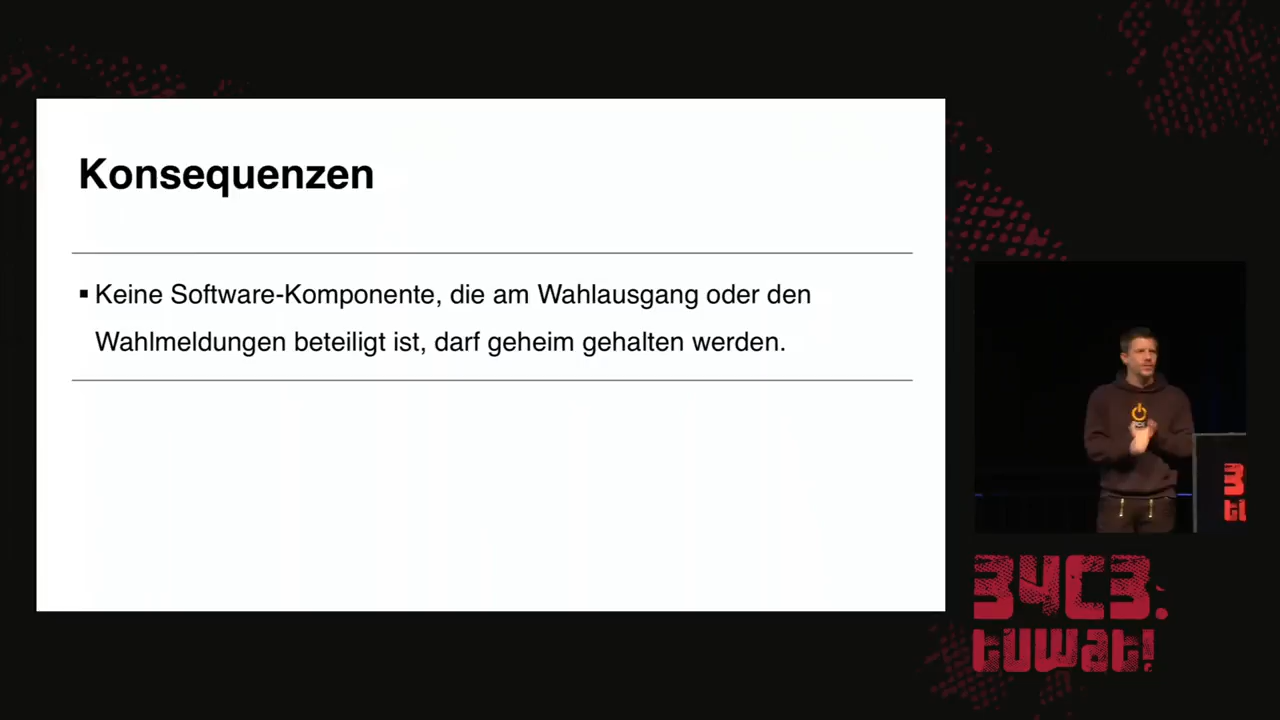 Konsequenzen
▪ Keine Software-Komponente, die am Wahlausgang oder den
Wahlmeldungen beteiligt ist, darf geheim gehalten werden.
34C3.
tuwat!